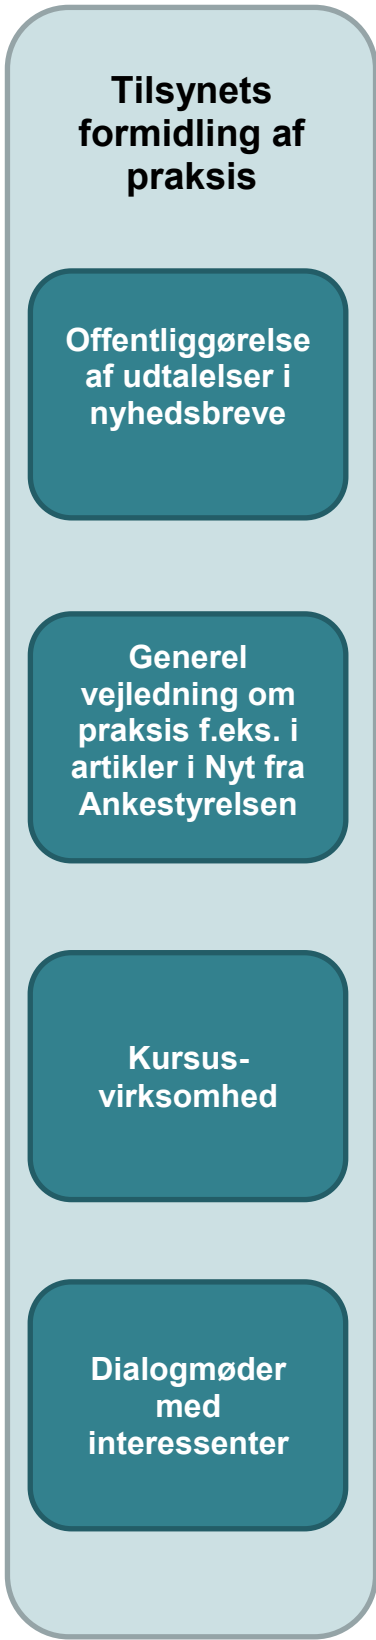 Tilsynets
formidling af
praksis
Offentliggørelse
af udtalelser i
nyhedsbreve
Generel
vejledning om
praksis f.eks. i
artikler i Nyt fra
Ankestyrelsen
Kursus-
virksomhed
Dialogmøder
med
interessenter